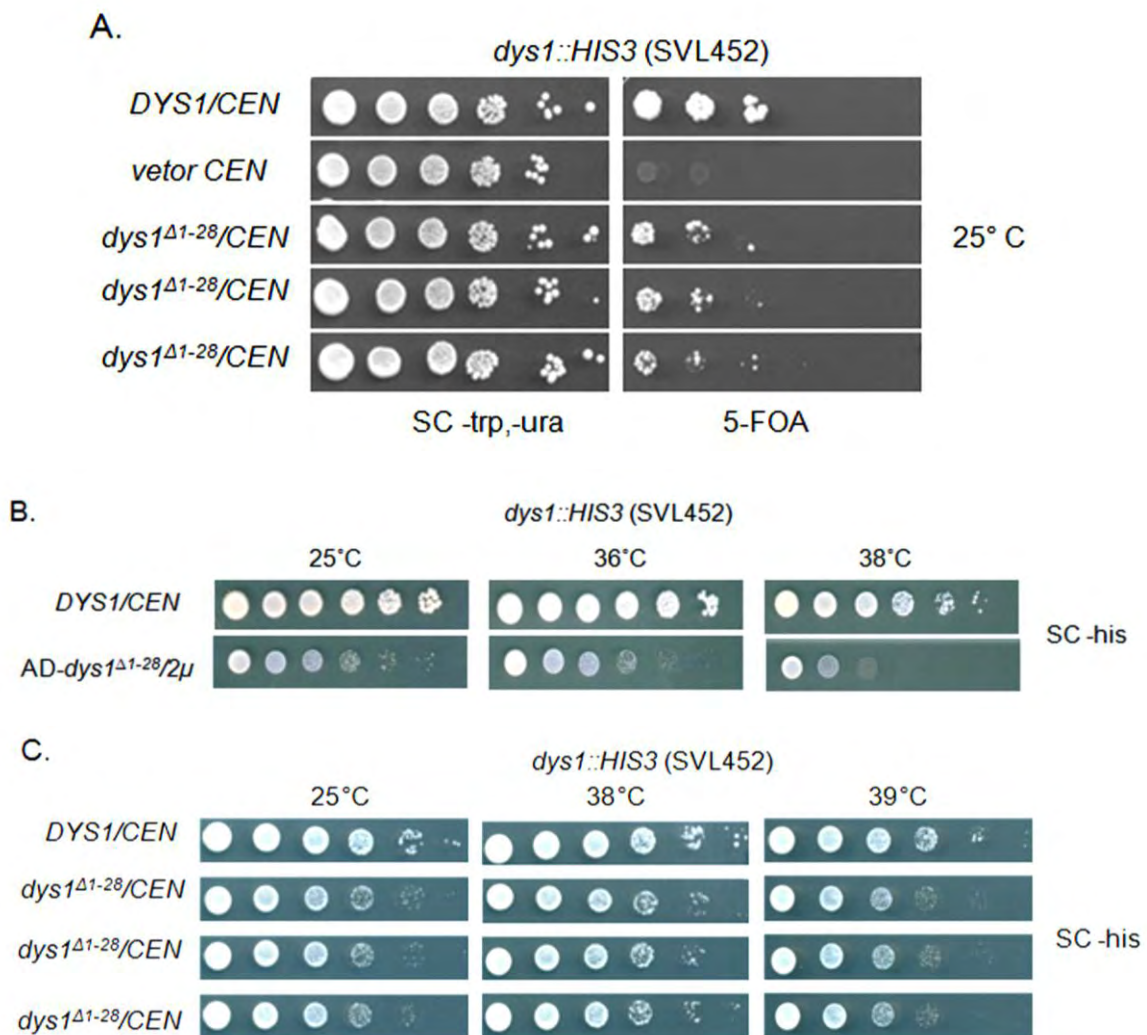 A.
dys1::HIS3 (SVL452)
DYS1/CEN
vetor CEN
dys1Δ1-28/CEN
dys1Δ1-28/CEN
dys1Δ1-28/CEN
25° C
SC -trp,-ura 5-FOA
B.
dys1::HIS3 (SVL452)
25°C 36°C 38°C
DYS1/CEN
AD-dys1Δ1-28/2µ
SC -his
C.
dys1::HIS3 (SVL452)
25°C 38°C 39°C
DYS1/CEN
dys1Δ1-28/CEN
dys1Δ1-28/CEN
dys1Δ1-28/CEN
SC -his